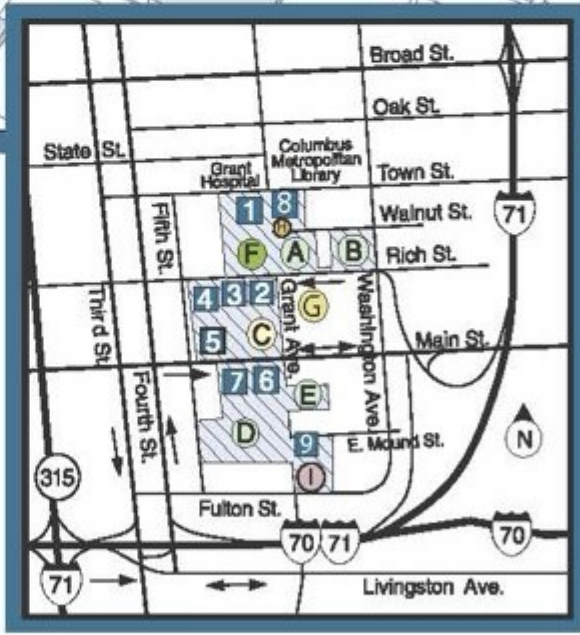 Broad St.
Oak St.
State St.
Grant
Hospital
Columbus
Metropolitan
Library
Town St.
1
8
Walnut St.
H
71
Fifth St.
F
A
B
Rich St.
4
3
2
Grant Ave.
G
Washington Ave.
Third St.
5
C
Main St.
Fourth St.
7
6
E
D
9
E. Mound St.
N
315
I
Fulton St.
70
71
70
71
Livingston Ave.